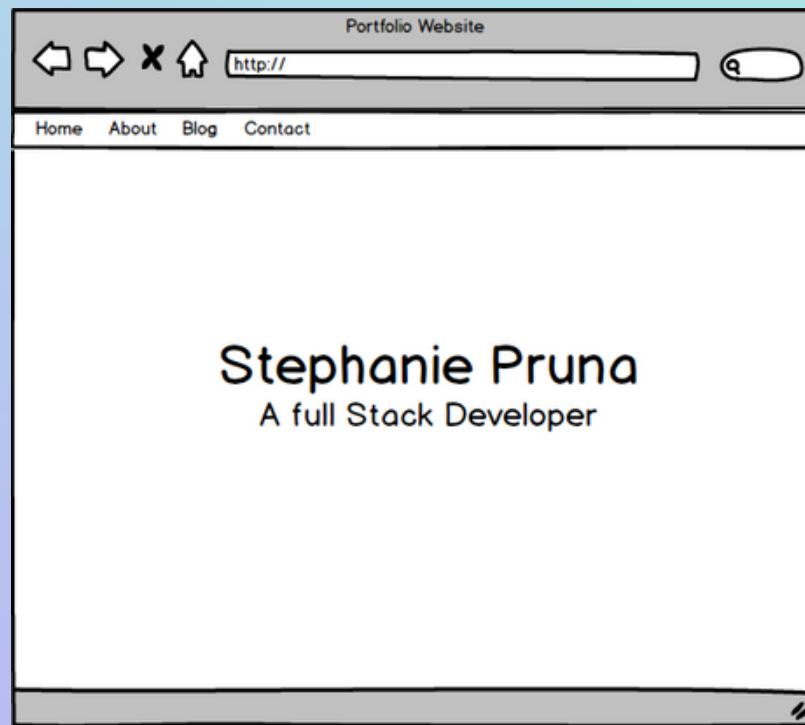 Portfolio Website
http://
Home About Blog Contact
Stephanie Pruna
A full Stack Developer